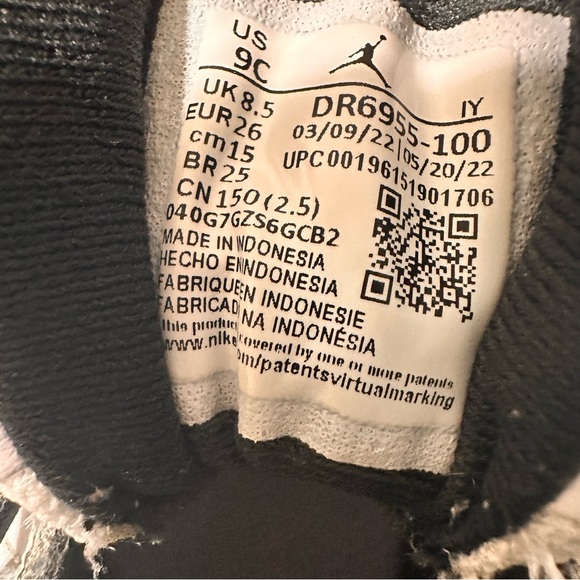 US
9C
UK 8.5
EUR 26
cm 15
BR 25
CN 150 (2.5)
040G7GZS6GCB2
DR6955-100 IY
03/09/22 | 05/20/22
UPC 00196151901706
MADE IN INDONESIA
HECHO EN INDONESIA
FABRIQUE EN INDONESIE
FABRICAD NA INDONÉSIA
this product covered by one or more patents
www.nike om/patentsvirtualmarking